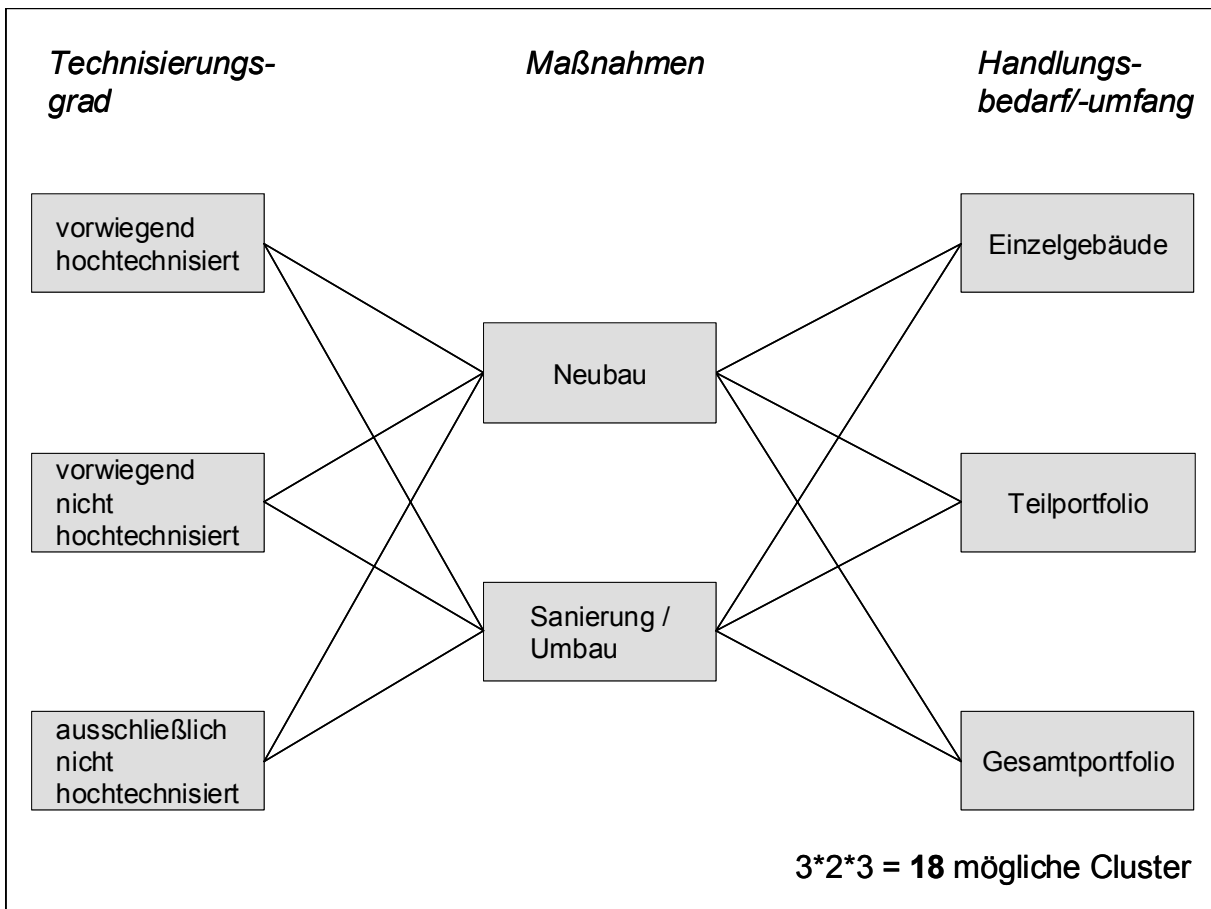 Technisierungs-
grad
Maßnahmen
Handlungs-
bedarf/-umfang
vorwiegend
hochtechnisiert
Einzelgebäude
Neubau
vorwiegend
nicht
hochtechnisiert
Teilportfolio
Sanierung /
Umbau
ausschließlich
nicht
hochtechnisiert
Gesamtportfolio
3*2*3 = 18 mögliche Cluster